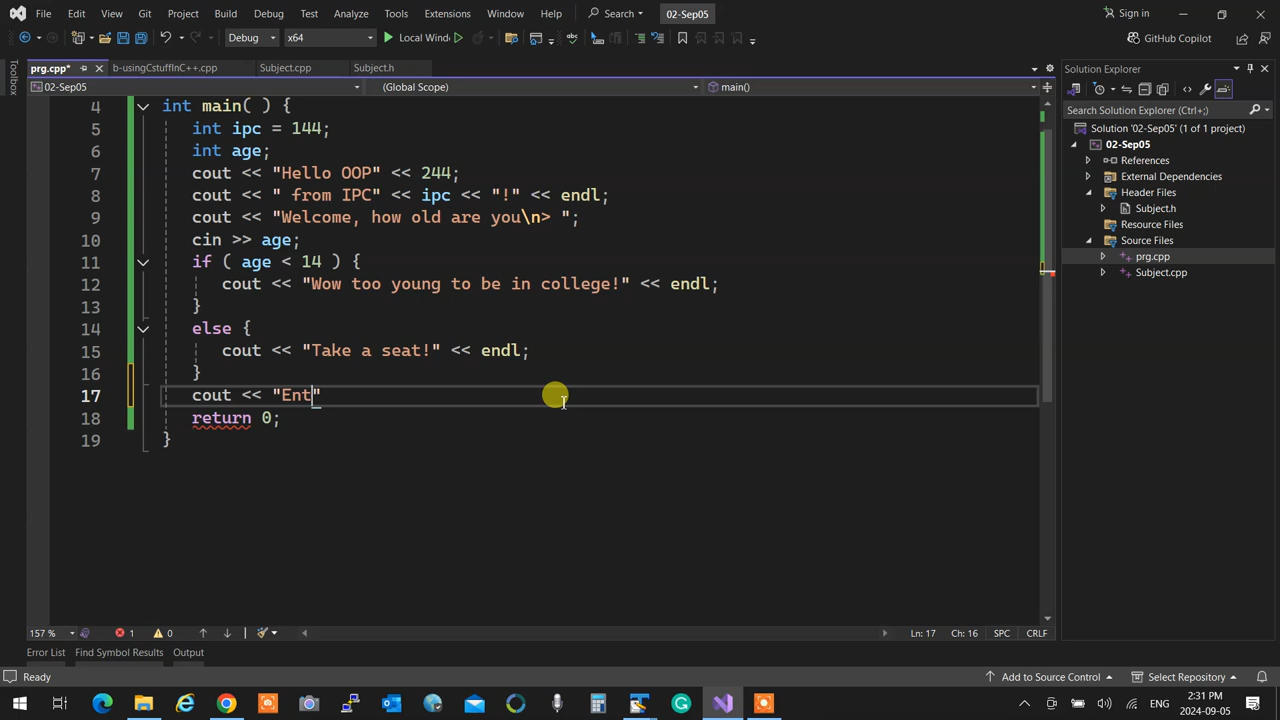 File Edit View Git Project Build Debug Test Analyze Tools Extensions Window Help Search 02-Sep05 Sign in
Debug x64 Local Wind GitHub Copilot
Toolbox
prg.cpp* b-usingCstuffInC++.cpp Subject.cpp Subject.h
02-Sep05 (Global Scope) main()
4 int main( ) {
5 int ipc = 144;
6 int age;
7 cout << "Hello OOP" << 244;
8 cout << " from IPC" << ipc << "!" << endl;
9 cout << "Welcome, how old are you\n> ";
10 cin >> age;
11 if ( age < 14 ) {
12 cout << "Wow too young to be in college!" << endl;
13 }
14 else {
15 cout << "Take a seat!" << endl;
16 }
17 cout << "Ent"
18 return 0;
19 }
157 % 1 0 Ln: 17 Ch: 16 SPC CRLF
Solution Explorer
Search Solution Explorer (Ctrl+;)
Solution '02-Sep05' (1 of 1 project)
02-Sep05
References
External Dependencies
Header Files
Subject.h
Resource Files
Source Files
prg.cpp
Subject.cpp
Error List Find Symbol Results Output
Ready Add to Source Control Select Repository
ENG 2:31 PM
2024-09-05